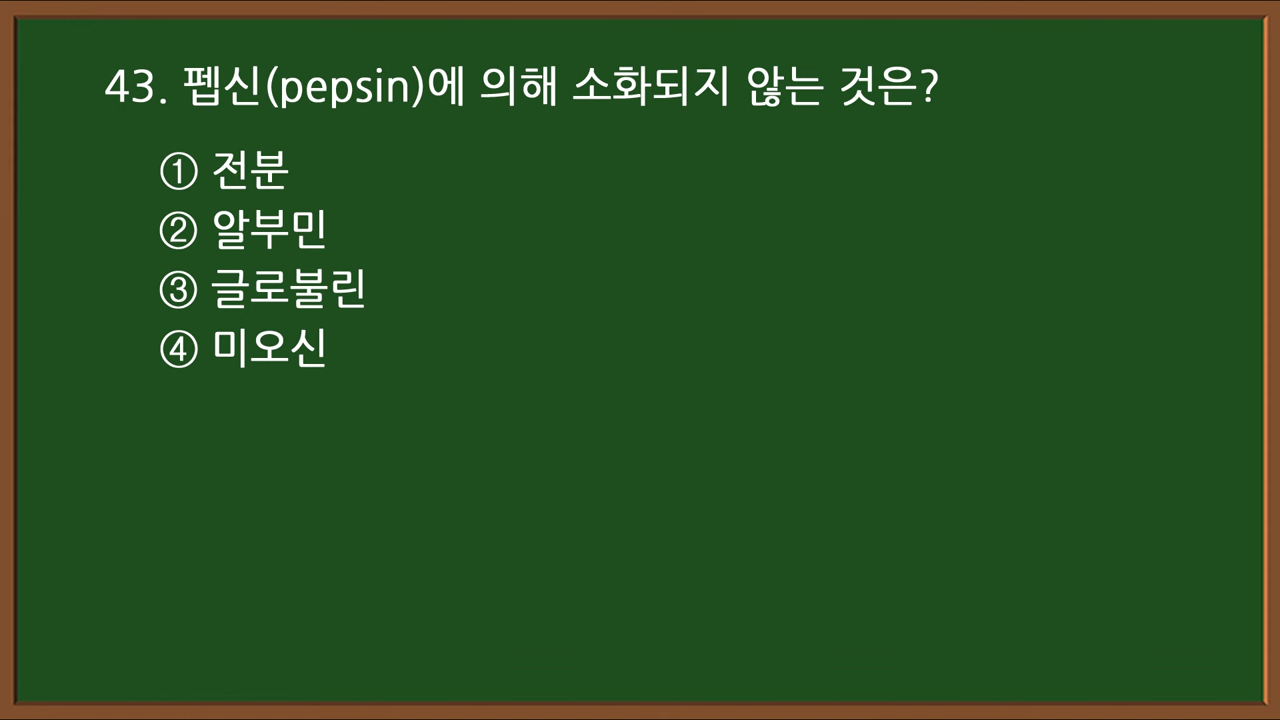 43. 펩신(pepsin)에 의해 소화되지 않는 것은?
① 전분
② 알부민
③ 글로불린
④ 미오신